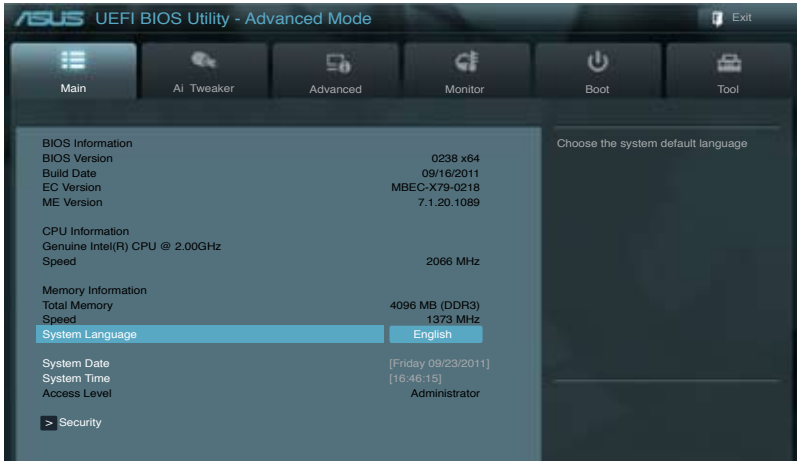 ASUS UEFI BIOS Utility - Advanced Mode
Exit
Main Ai Tweaker Advanced Monitor Boot Tool
Choose the system default language
BIOS Information
BIOS Version 0238 x64
Build Date 09/16/2011
EC Version MBEC-X79-0218
ME Version 7.1.20.1089
CPU Information
Genuine Intel(R) CPU @ 2.00GHz
Speed 2066 MHz
Memory Information
Total Memory 4096 MB (DDR3)
Speed 1373 MHz
System Language English
System Date [Friday 09/23/2011]
System Time [16:46:15]
Access Level Administrator
> Security